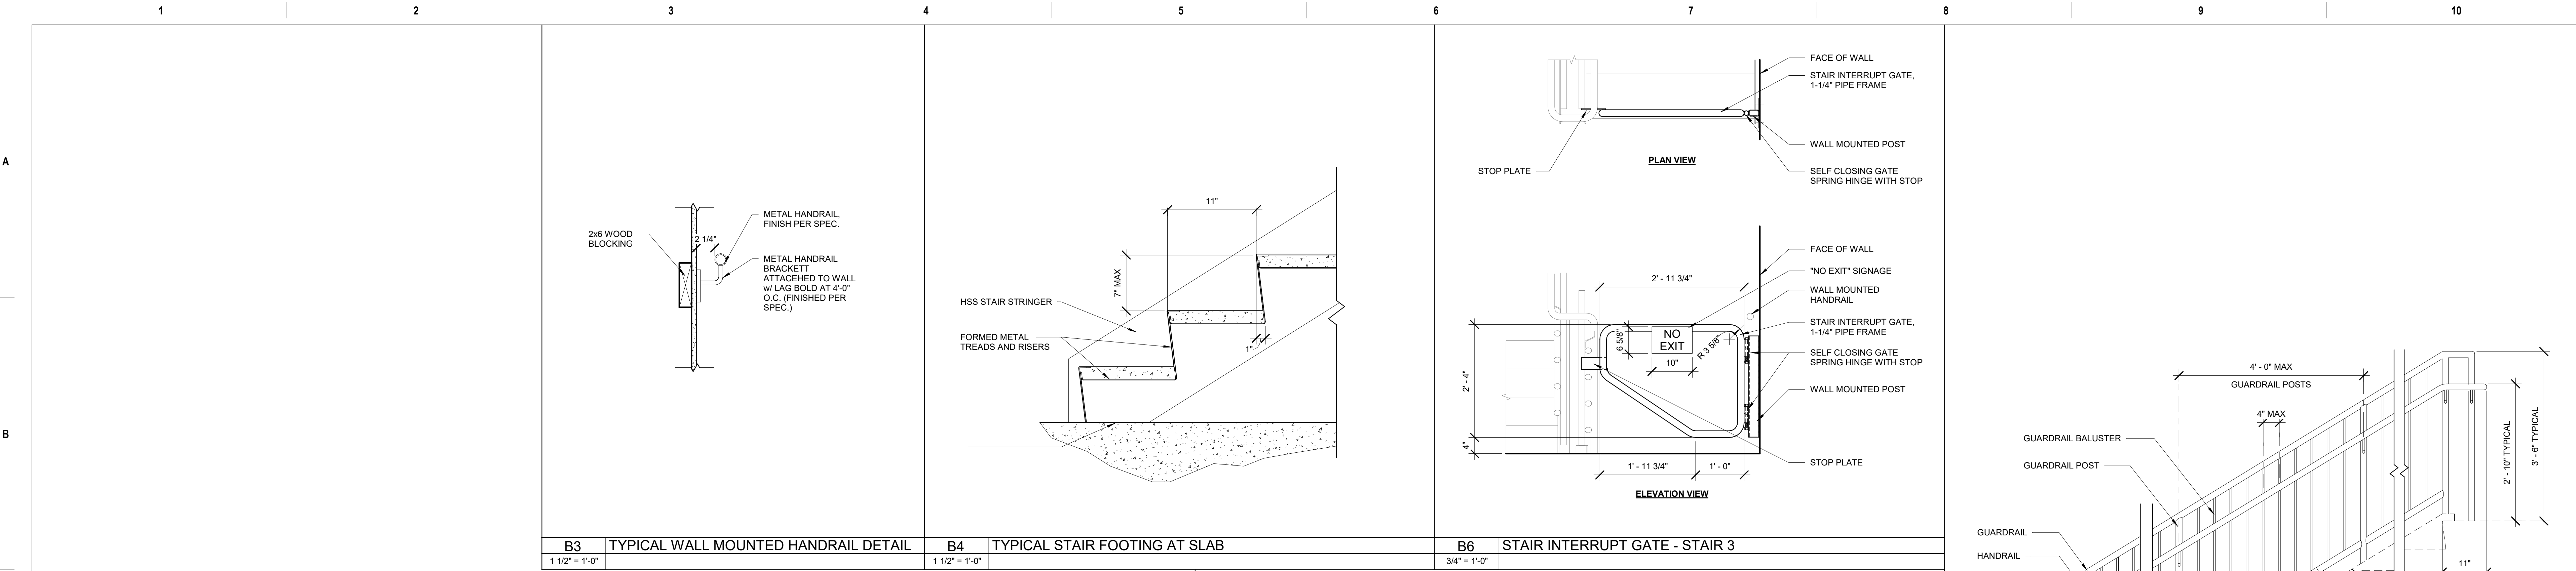 1 2 3 4 5 6 7 8 9 10
A
B
2x6 WOOD
BLOCKING
2 1/4"
METAL HANDRAIL,
FINISH PER SPEC.
METAL HANDRAIL
BRACKETT
ATTACEHED TO WALL
w/ LAG BOLD AT 4'-0"
O.C. (FINISHED PER
SPEC.)
B3 TYPICAL WALL MOUNTED HANDRAIL DETAIL
1 1/2" = 1'-0"
11"
7" MAX
1"
HSS STAIR STRINGER
FORMED METAL
TREADS AND RISERS
B4 TYPICAL STAIR FOOTING AT SLAB
1 1/2" = 1'-0"
FACE OF WALL
STAIR INTERRUPT GATE,
1-1/4" PIPE FRAME
WALL MOUNTED POST
SELF CLOSING GATE
SPRING HINGE WITH STOP
STOP PLATE
PLAN VIEW
FACE OF WALL
"NO EXIT" SIGNAGE
WALL MOUNTED
HANDRAIL
STAIR INTERRUPT GATE,
1-1/4" PIPE FRAME
SELF CLOSING GATE
SPRING HINGE WITH STOP
WALL MOUNTED POST
STOP PLATE
2' - 11 3/4"
NO
EXIT
6 5/8"
10"
R 3 5/8"
2' - 4"
4"
1' - 11 3/4"
1' - 0"
ELEVATION VIEW
B6 STAIR INTERRUPT GATE - STAIR 3
3/4" = 1'-0"
4' - 0" MAX
GUARDRAIL POSTS
4" MAX
GUARDRAIL BALUSTER
GUARDRAIL POST
GUARDRAIL
HANDRAIL
2' - 10" TYPICAL
3' - 6" TYPICAL
11"